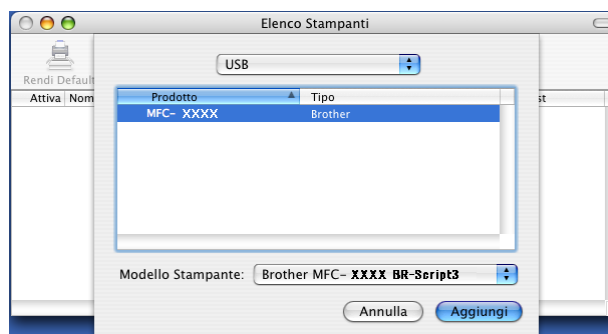 Elenco Stampanti
USB
Rendi Default
Attiva Nom
Prodotto Tipo
st
MFC- XXXX Brother
Modello Stampante: Brother MFC- XXXX BR-Script3
Annulla Aggiungi